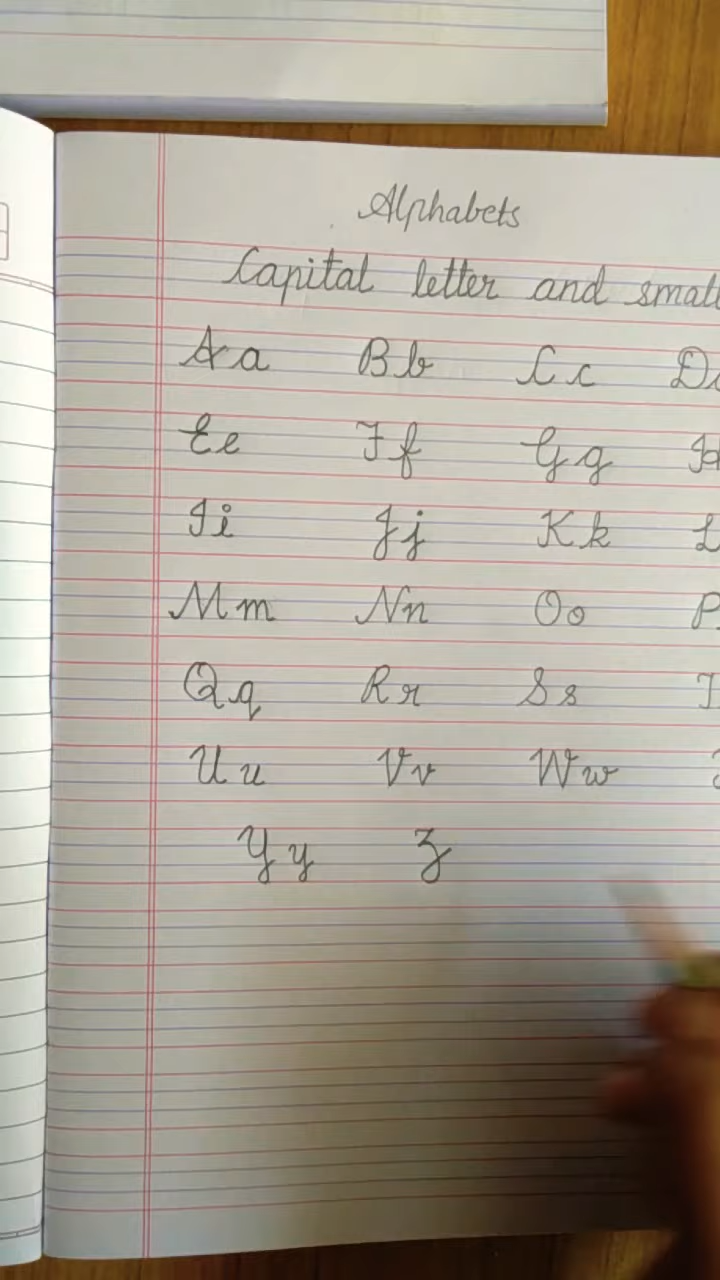 Alphabets
Capital letter and small
Aa Bb Cc D
Ee Ff Gg H
Ii Jj Kk L
Mm Nn Oo P
Qq Rr Ss T
Uu Vv Ww
Yy Z